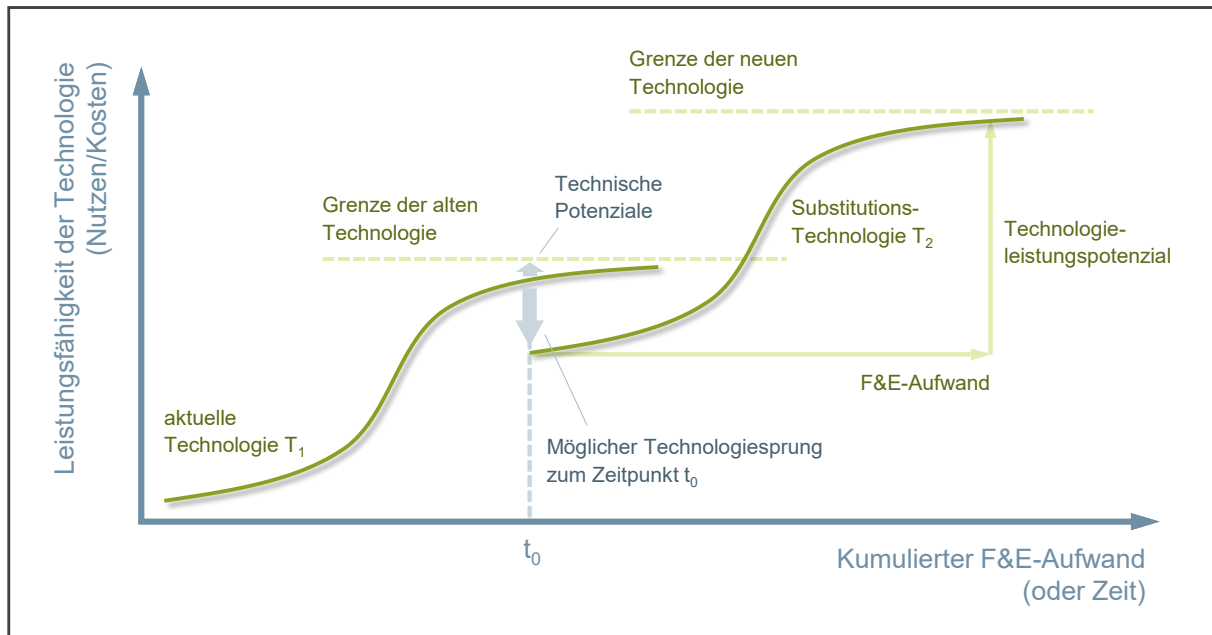 Leistungsfähigkeit der Technologie
(Nutzen/Kosten)
Grenze der neuen
Technologie
Technische
Potenziale
Grenze der alten
Technologie
Substitutions-
Technologie T₂
Technologie-
leistungspotenzial
F&E-Aufwand
aktuelle
Technologie T₁
Möglicher Technologiesprung
zum Zeitpunkt t₀
t₀
Kumulierter F&E-Aufwand
(oder Zeit)